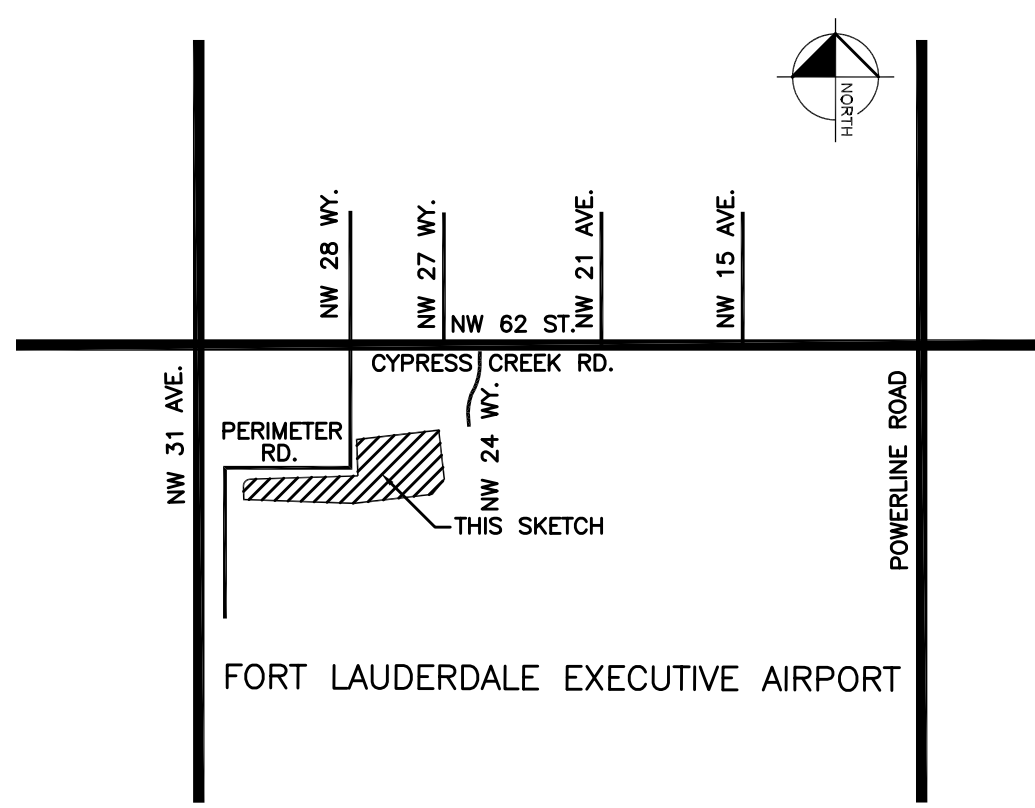 NORTH
NW 28 WY.
NW 27 WY.
NW 21 AVE.
NW 15 AVE.
NW 62 ST.
CYPRESS CREEK RD.
NW 31 AVE.
PERIMETER
RD.
NW 24 WY.
POWERLINE ROAD
THIS SKETCH
FORT LAUDERDALE EXECUTIVE AIRPORT